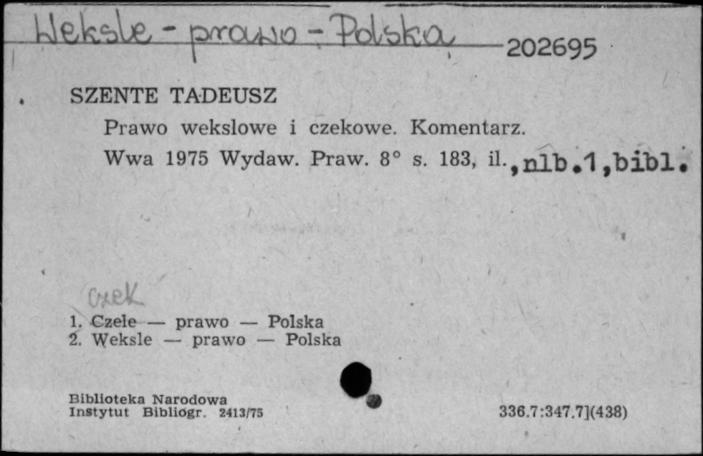 Weksle - prawo - Polska
202695
SZENTE TADEUSZ
Prawo wekslowe i czekowe. Komentarz.
Wwa 1975 Wydaw. Praw. 8° s. 183, il.,nlb.1,bibl.
czek
1. Czele — prawo — Polska
2. Weksle — prawo — Polska
Biblioteka Narodowa
Instytut Bibliogr. 2413/75
336.7:347.7](438)